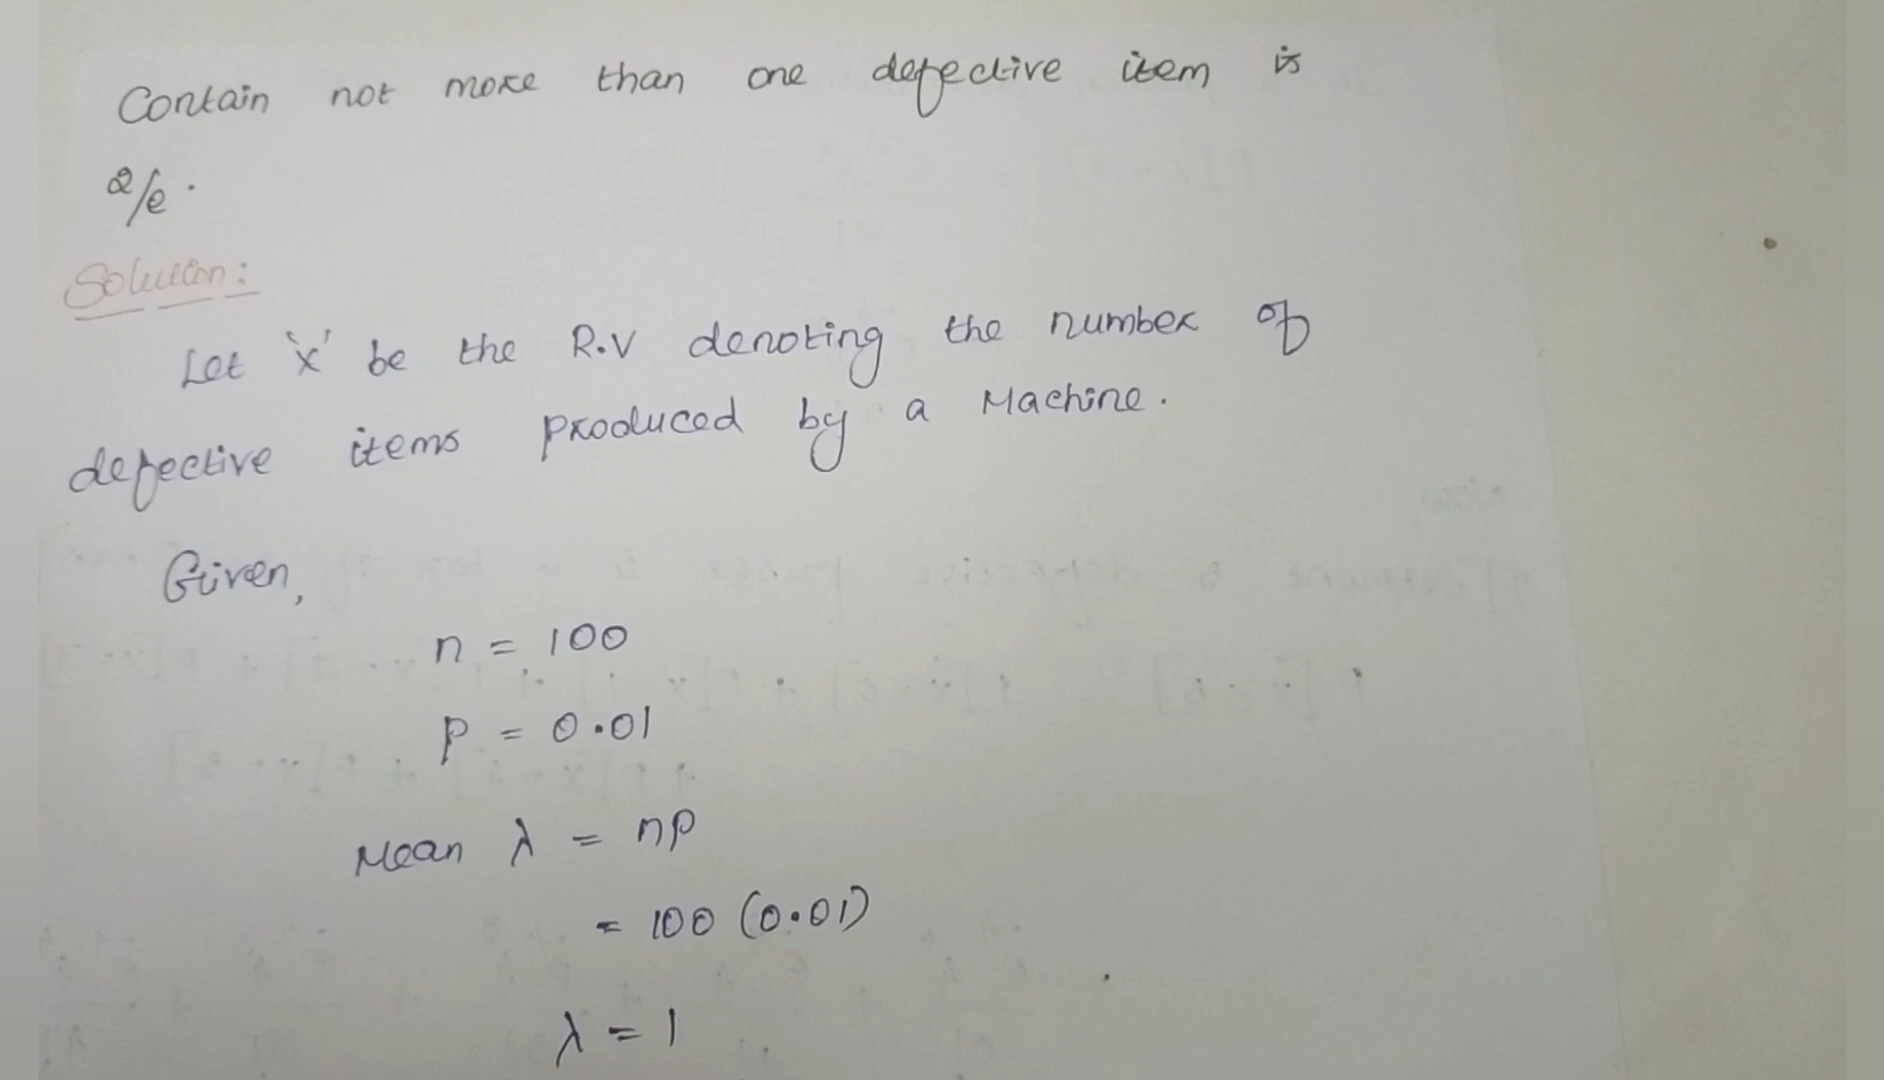 Contain not more than one defective item is
2/e.
Solution:
Let 'x' be the R.V denoting the number of
defective items produced by a Machine.
Given,
n = 100
P = 0.01
Mean λ = np
= 100 (0.01)
λ = 1